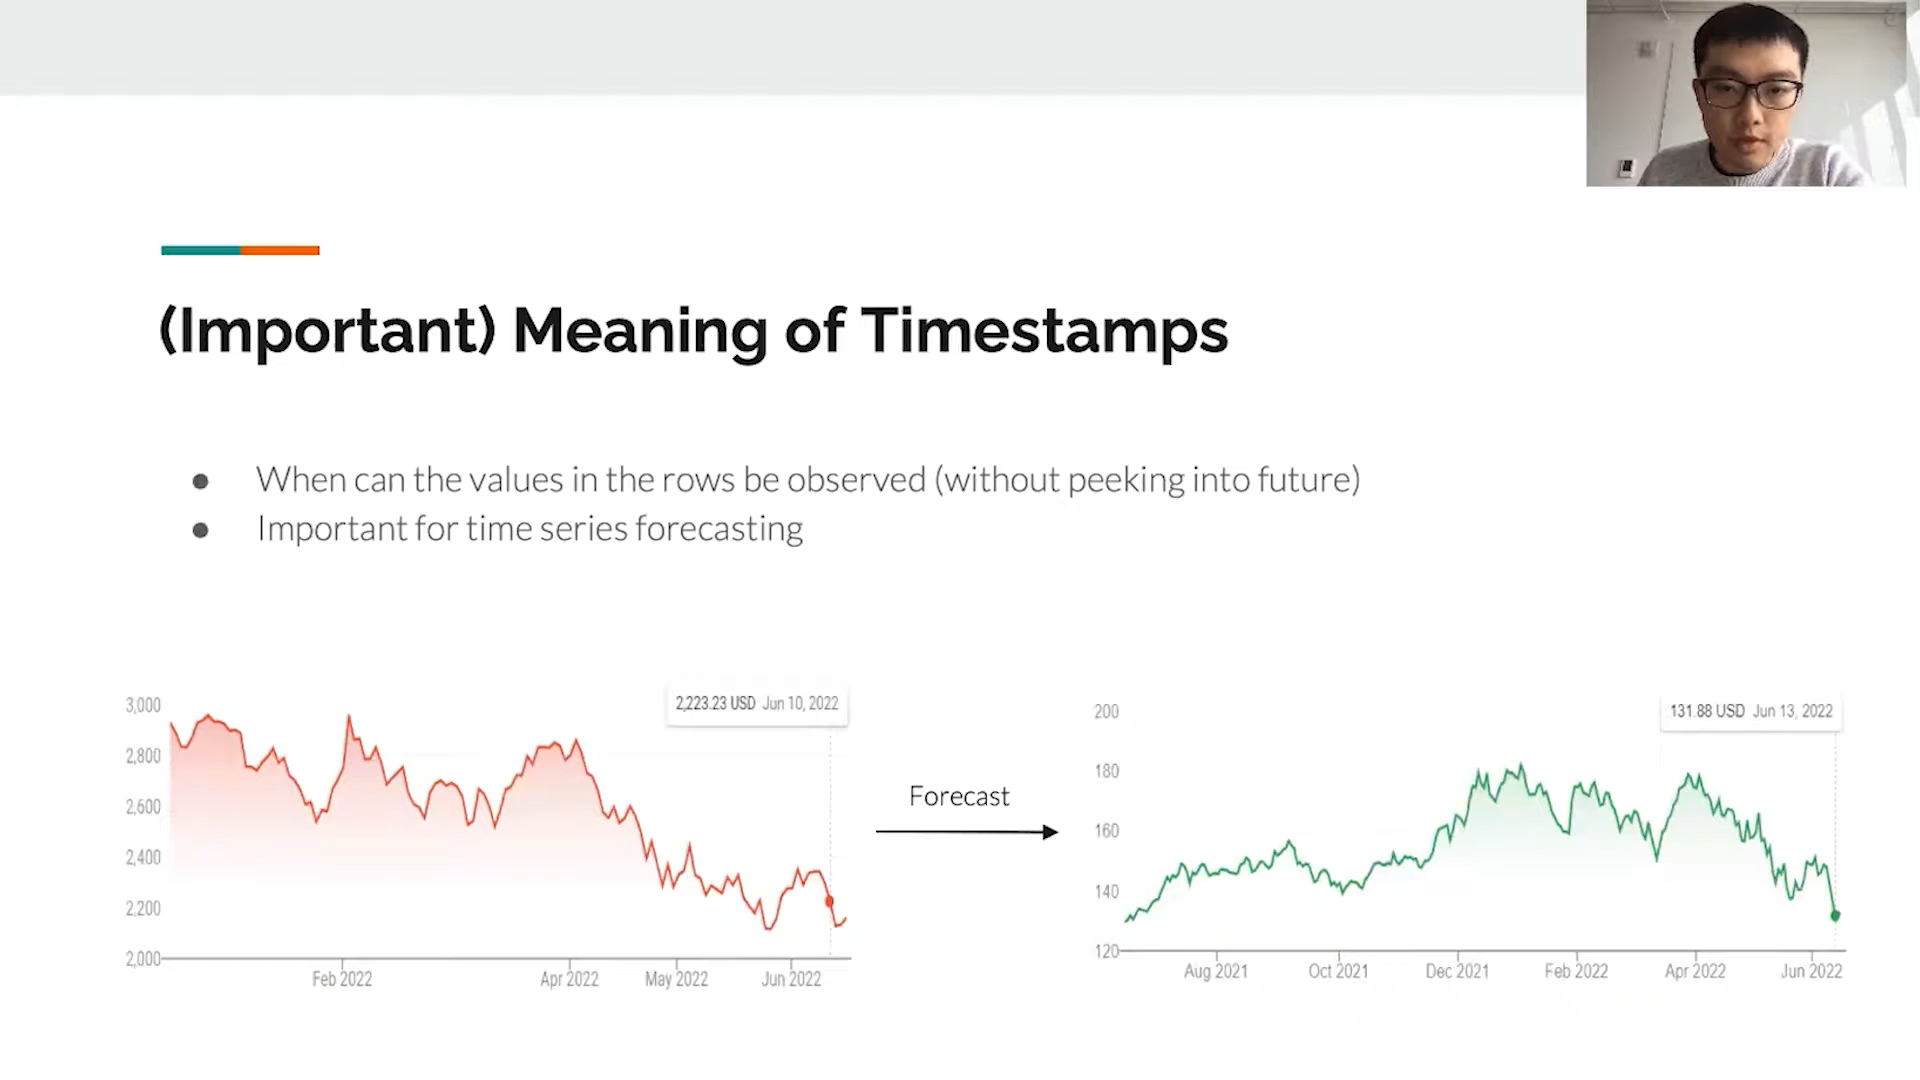 (Important) Meaning of Timestamps
● When can the values in the rows be observed (without peeking into future)
● Important for time series forecasting
3,000
2,800
2,600
2,400
2,200
2,000
2,223.23 USD Jun 10, 2022
Feb 2022
Apr 2022
May 2022
Jun 2022
Forecast
200
180
160
140
120
131.88 USD Jun 13, 2022
Aug 2021
Oct 2021
Dec 2021
Feb 2022
Apr 2022
Jun 2022